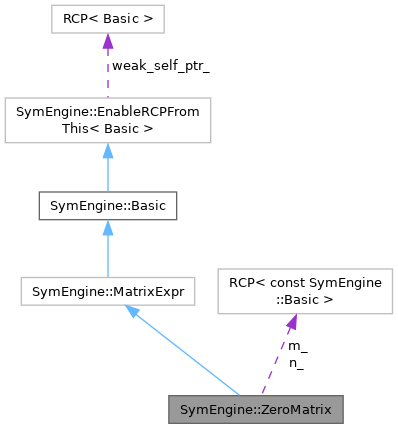 RCP< Basic >
weak_self_ptr_
SymEngine::EnableRCPFrom
This< Basic >
SymEngine::Basic
SymEngine::MatrixExpr
RCP< const SymEngine
::Basic >
m_
n_
SymEngine::ZeroMatrix